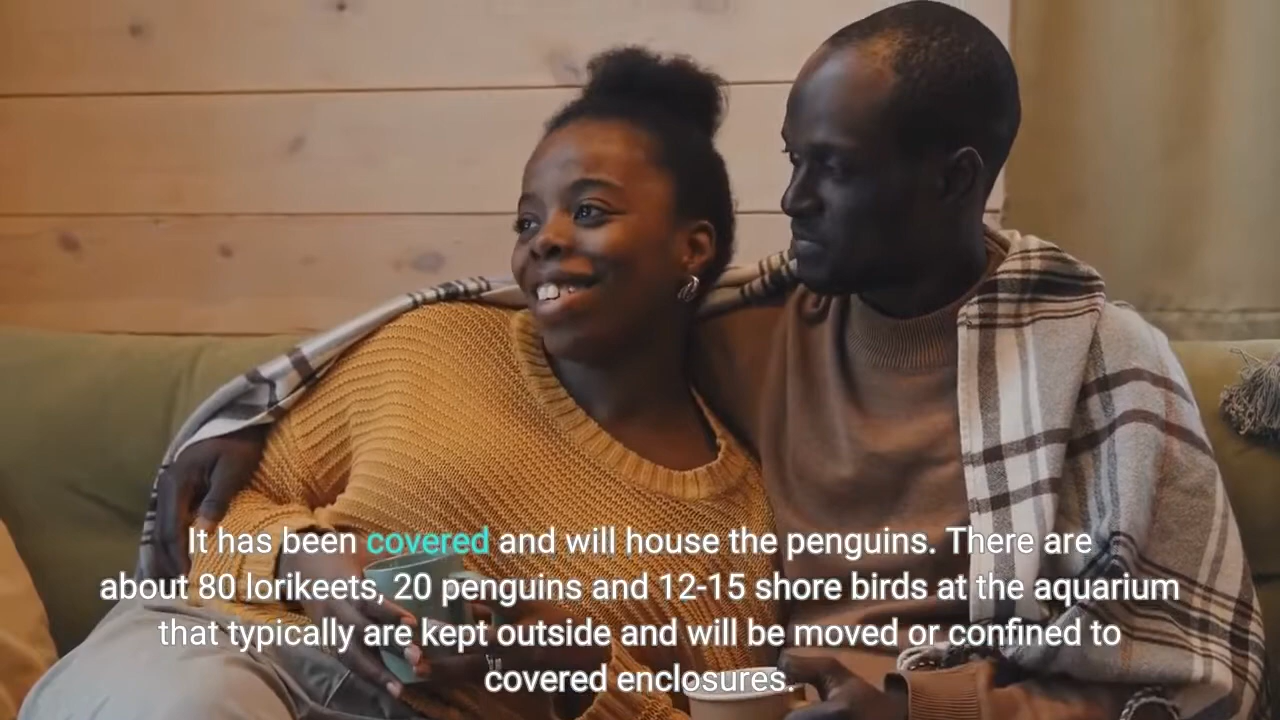 It has been covered and will house the penguins. There are
about 80 lorikeets, 20 penguins and 12-15 shore birds at the aquarium
that typically are kept outside and will be moved or confined to
covered enclosures.